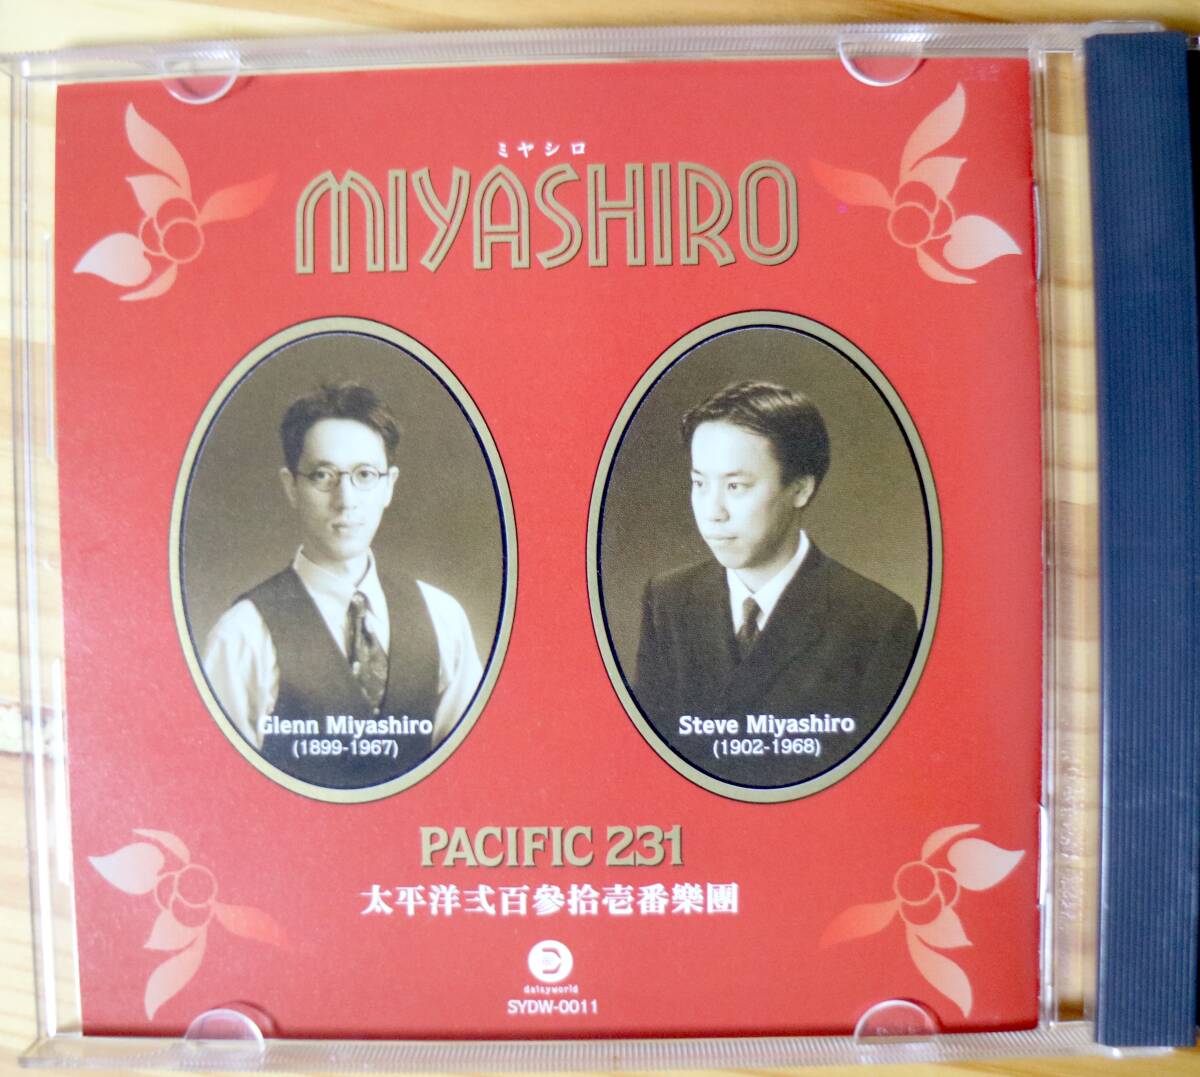 ミヤシロ
MIYASHIRO
Glenn Miyashiro
(1899-1967)
Steve Miyashiro
(1902-1968)
PACIFIC 231
太平洋弍百參拾壱番樂團
daisyworld
SYDW-0011